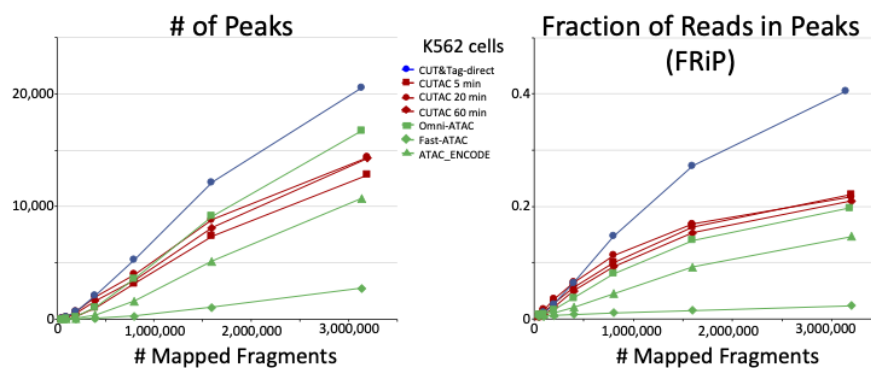 # of Peaks
20,000
10,000
0
1,000,000
2,000,000
3,000,000
# Mapped Fragments
K562 cells
CUT&Tag-direct
CUTAC 5 min
CUTAC 20 min
CUTAC 60 min
Omni-ATAC
Fast-ATAC
ATAC_ENCODE
Fraction of Reads in Peaks
(FRiP)
0.4
0.2
0
0
1,000,000
2,000,000
3,000,000
# Mapped Fragments